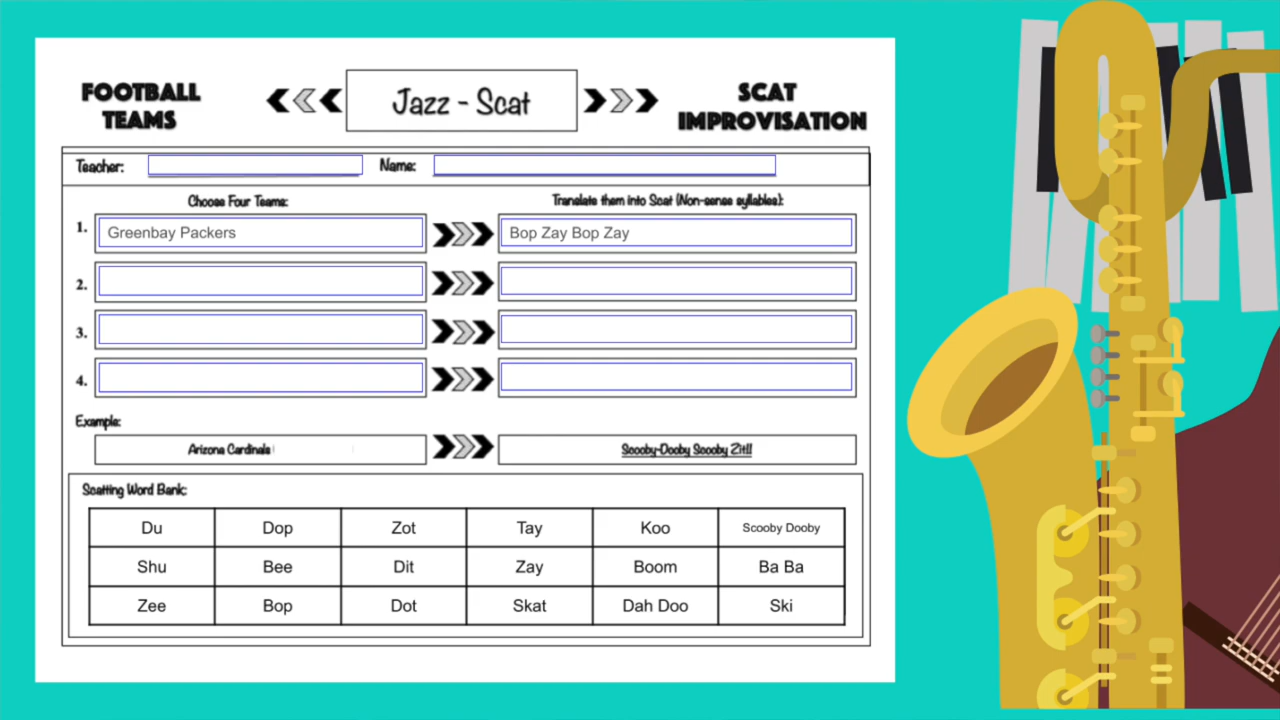 FOOTBALL TEAMS
Jazz - Scat
SCAT IMPROVISATION
Teacher: Name:
Choose Four Teams: Translate them into Scat (Non-sense syllables):
1. Greenbay Packers Bop Zay Bop Zay
2.
3.
4.
Example:
Arizona Cardinals Scooby-Dooby Scooby Zit!!
Scatting Word Bank:
Du Dop Zot Tay Koo Scooby Dooby
Shu Bee Dit Zay Boom Ba Ba
Zee Bop Dot Skat Dah Doo Ski